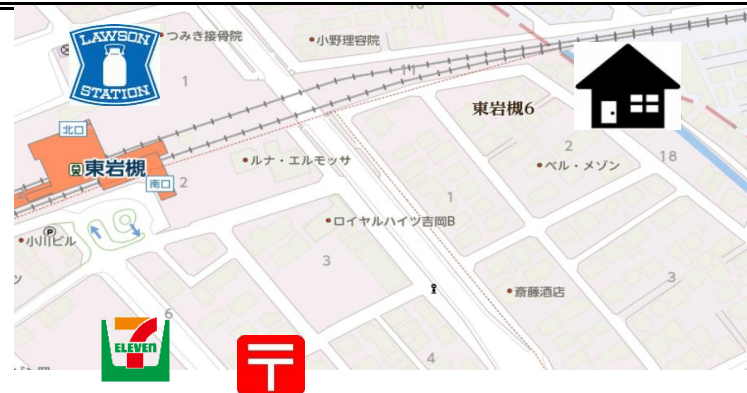 LAWSON
STATION
つみき接骨院
小野理容院
1
北口
東岩槻
南口
2
ルナ・エルモッサ
東岩槻6
2
ベル・メゾン
18
1
ロイヤルハイツ吉岡B
小川ビル
P
3
斎藤酒店
3
6
7
ELEVEN
〒
4